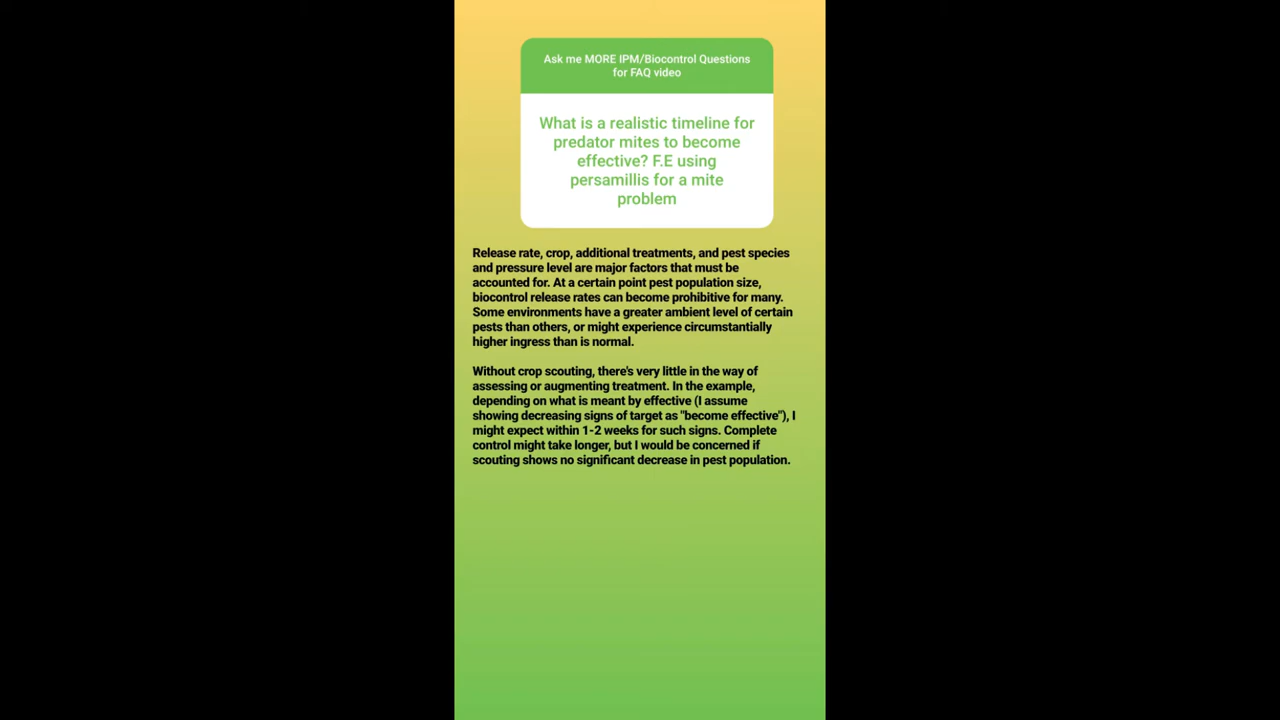 Ask me MORE IPM/Biocontrol Questions
for FAQ video
What is a realistic timeline for
predator mites to become
effective? F.E using
persamillis for a mite
problem
Release rate, crop, additional treatments, and pest species
and pressure level are major factors that must be
accounted for. At a certain point pest population size,
biocontrol release rates can become prohibitive for many.
Some environments have a greater ambient level of certain
pests than others, or might experience circumstantially
higher ingress than is normal.
Without crop scouting, there's very little in the way of
assessing or augmenting treatment. In the example,
depending on what is meant by effective (I assume
showing decreasing signs of target as "become effective"), I
might expect within 1-2 weeks for such signs. Complete
control might take longer, but I would be concerned if
scouting shows no significant decrease in pest population.